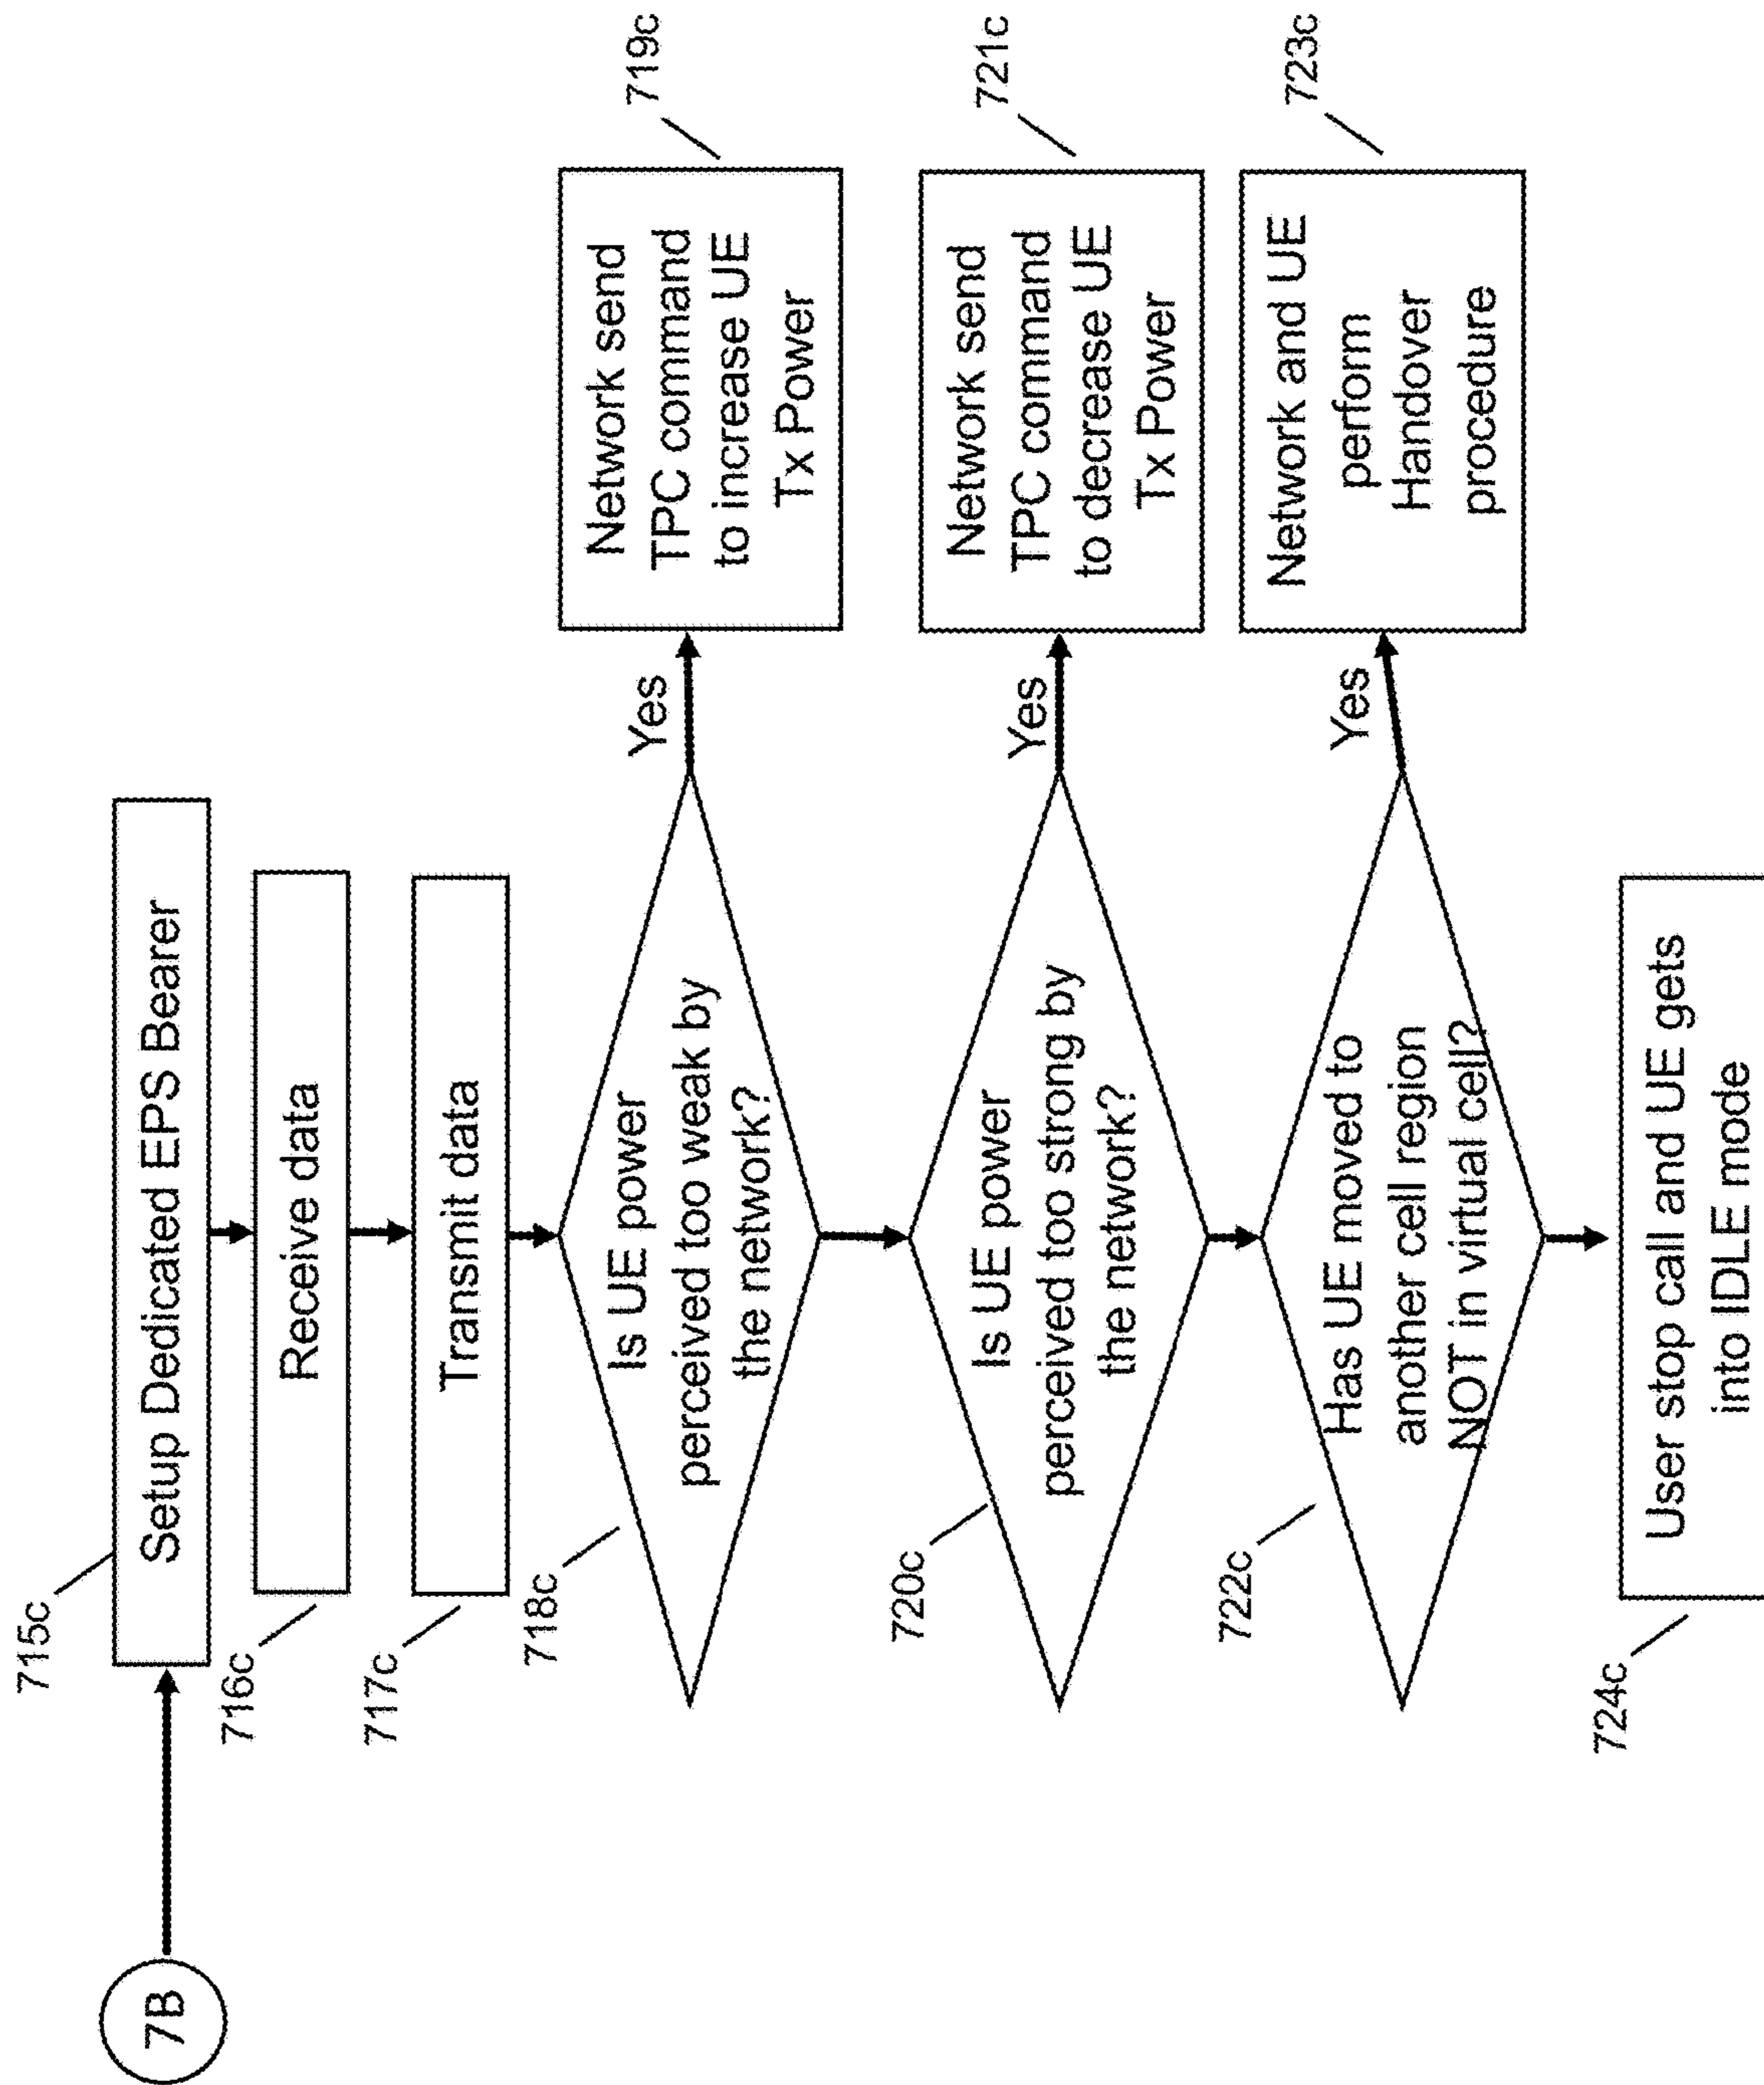 7B
715c
Setup Dedicated EPS Bearer
716c
Receive data
717c
Transmit data
718c
Is UE power
perceived too weak by
the network?
Yes
719c
Network send
TPC command
to increase UE
Tx Power
720c
Is UE power
perceived too strong by
the network?
Yes
721c
Network send
TPC command
to decrease UE
Tx Power
722c
Has UE moved to
another cell region
NOT in virtual cell?
Yes
723c
Network and UE
perform
Handover
procedure
724c
User stop call and UE gets
into IDLE mode